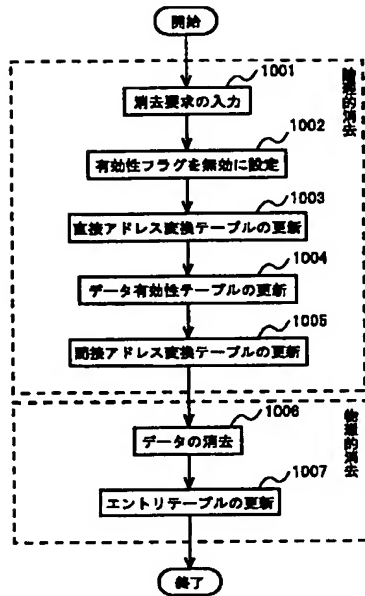 開始
論理的消去
1001
消去要求の入力
1002
有効性フラグを無効に設定
1003
直接アドレス変換テーブルの更新
1004
データ有効性テーブルの更新
1005
間接アドレス変換テーブルの更新
物理的消去
1006
データの消去
1007
エントリテーブルの更新
終了